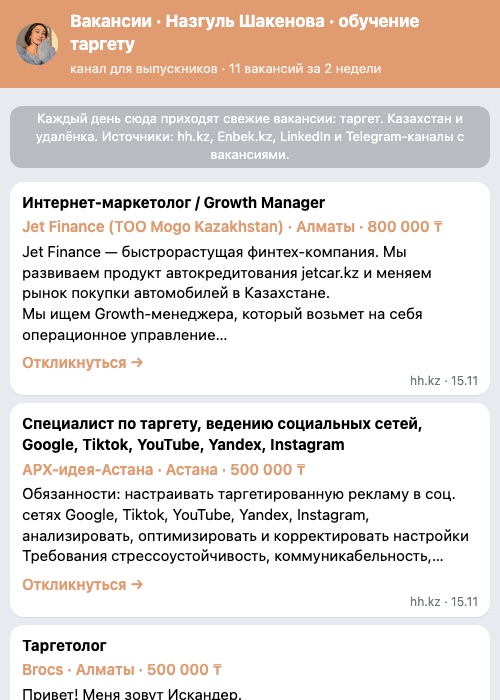 Вакансии · Назгуль Шакенова · обучение
таргету
канал для выпускников · 11 вакансий за 2 недели
Каждый день сюда приходят свежие вакансии: таргет. Казахстан и
удалёнка. Источники: hh.kz, Enbek.kz, LinkedIn и Telegram-каналы с
вакансиями.
Интернет-маркетолог / Growth Manager
Jet Finance (ТОО Mogo Kazakhstan) · Алматы · 800 000 ₸
Jet Finance — быстрорастущая финтех-компания. Мы
развиваем продукт автокредитования jetcar.kz и меняем
рынок покупки автомобилей в Казахстане.
Мы ищем Growth-менеджера, который возьмет на себя
операционное управление…
Откликнуться →
hh.kz · 15.11
Специалист по таргету, ведению социальных сетей,
Google, Tiktok, YouTube, Yandex, Instagram
АРХ-идея-Астана · Астана · 500 000 ₸
Обязанности: настраивать таргетированную рекламу в соц.
сетях Google, Tiktok, YouTube, Yandex, Instagram,
анализировать, оптимизировать и корректировать настройки
Требования стрессоустойчивость, коммуникабельность,…
Откликнуться →
hh.kz · 15.11
Таргетолог
Brocs · Алматы · 500 000 ₸
Привет! Меня зовут Искандер.